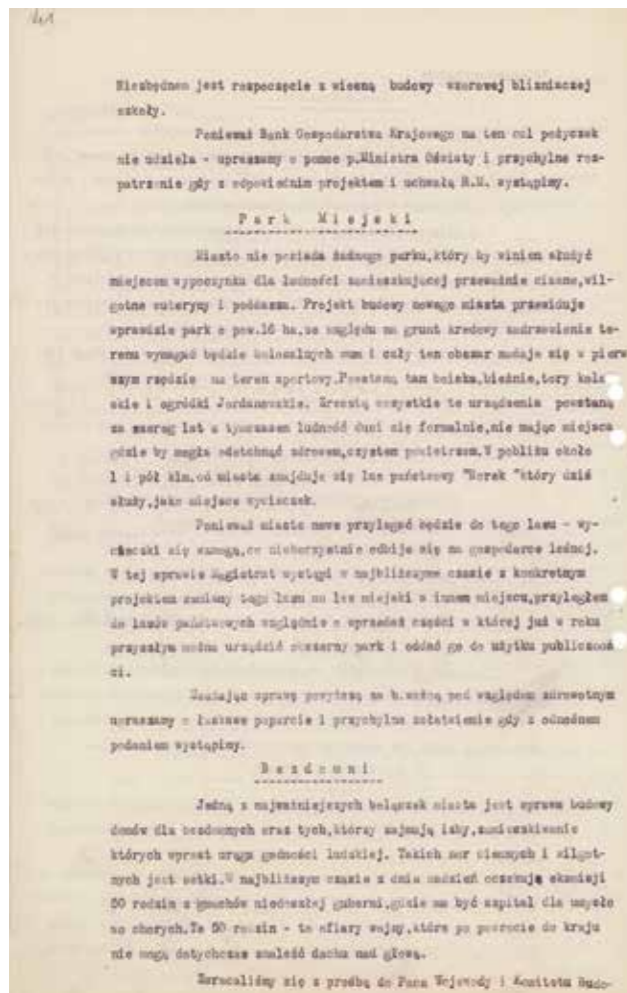 141
Niezbędnem jest rozpoczęcie z wiosną budowy wzorowej bliźniaczej
szkoły.
Ponieważ Bank Gospodarstwa Krajowego na ten cel pożyczek
nie udziela - upraszamy o pomoc p.Ministra Oświaty i przychylne roz-
patrzenie gdy z odpowiednim projektem i uchwałą R.M. wystąpimy.
Park Miejski
Miasto nie posiada żadnego parku,który by winien służyć
miejscem wypoczynku dla ludności zamieszkującej przeważnie ciasne,wil-
gotne suteryny i poddasza. Projekt budowy nowego miasta przewiduje
wprawdzie park o pow.16 ha,ze względu na grunt kredowy zadrzewienie te-
renu wymagać będzie kolosalnych sum i cały ten obszar nadaje się w pierw
szym rzędzie na teren sportowy.Powstaną tam boiska,bieżnie,tory kola
skie i ogródki Jordanowskie. Zresztą wszystkie te urządzenia powstaną
za szereg lat a tymczasem ludność dusi się formalnie,nie mając miejsca
gdzie by mogła odetchnąć zdrowem,czystem powietrzem.W pobliżu około
1 i pół klm.od miasta znajduje się las państwowy "Borek "który dziś
służy,jako miejsce wycieczek.
Ponieważ miasto nowe przylegać będzie do tego lasu - wy-
cieczki się wzmogą,co niekorzystnie odbije się na gospodarce leśnej.
W tej sprawie Magistrat wystąpi w najbliższym czasie z konkretnym
projektem zamiany tego lasu na las miejski w innem miejscu,przyległem
do lasów państwowych względnie o sprzedaż części w której już w roku
przyszłym można urządzić obszerny park i oddać go do użytku publicznoś
ci.
Uważając sprawę powyższą za b.ważną pod względem zdrowotnym
upraszamy o łaskawe poparcie i przychylne załatwienie gdy z odnośnem
podaniem wystąpimy.
Bezdomni
Jedną z najważniejszych bolączek miasta jest sprawa budowy
domów dla bezdomnych oraz tych,którzy zajmują izby,zamieszkiwanie
których wprost urąga godności ludzkiej. Takich nor ciemnych i wilgot-
nych jest setki.W najbliższym czasie z dnia nadzień oczekują eksmisji
50 rodzin z gmachów niedoszłej guberni,gdzie ma być szpital dla umysło
wo chorych.Te 50 rodzin - to ofiary wojny,które po powrocie do kraju
nie mogą dotychczas znaleść dachu nad głową.
Zwracaliśmy się z prośbą do Pana Wojewody i Komitetu Budo-